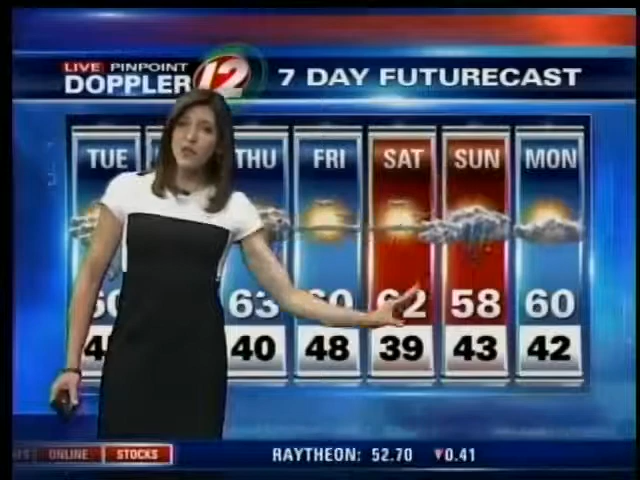 LIVE PINPOINT
DOPPLER 12
7 DAY FUTURECAST
TUE THU FRI SAT SUN MON
63 60 62 58 60
40 48 39 43 42
ONLINE STOCKS RAYTHEON: 52.70 ▼0.41